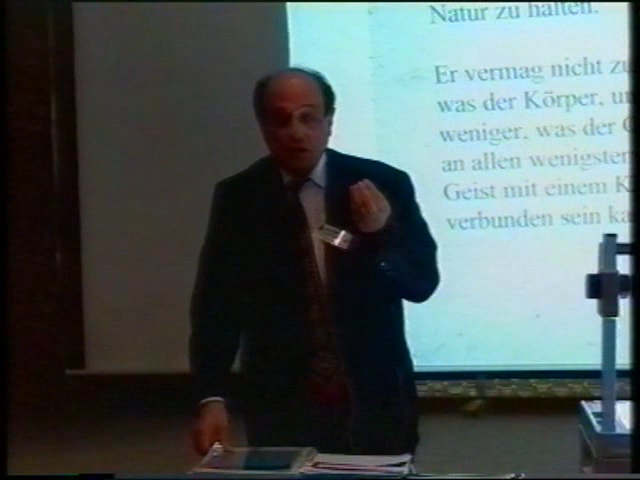 Natur zu halten.
Er vermag nicht zu
was der Körper, u
weniger, was der G
an allen wenigsten
Geist mit einem K
verbunden sein ka